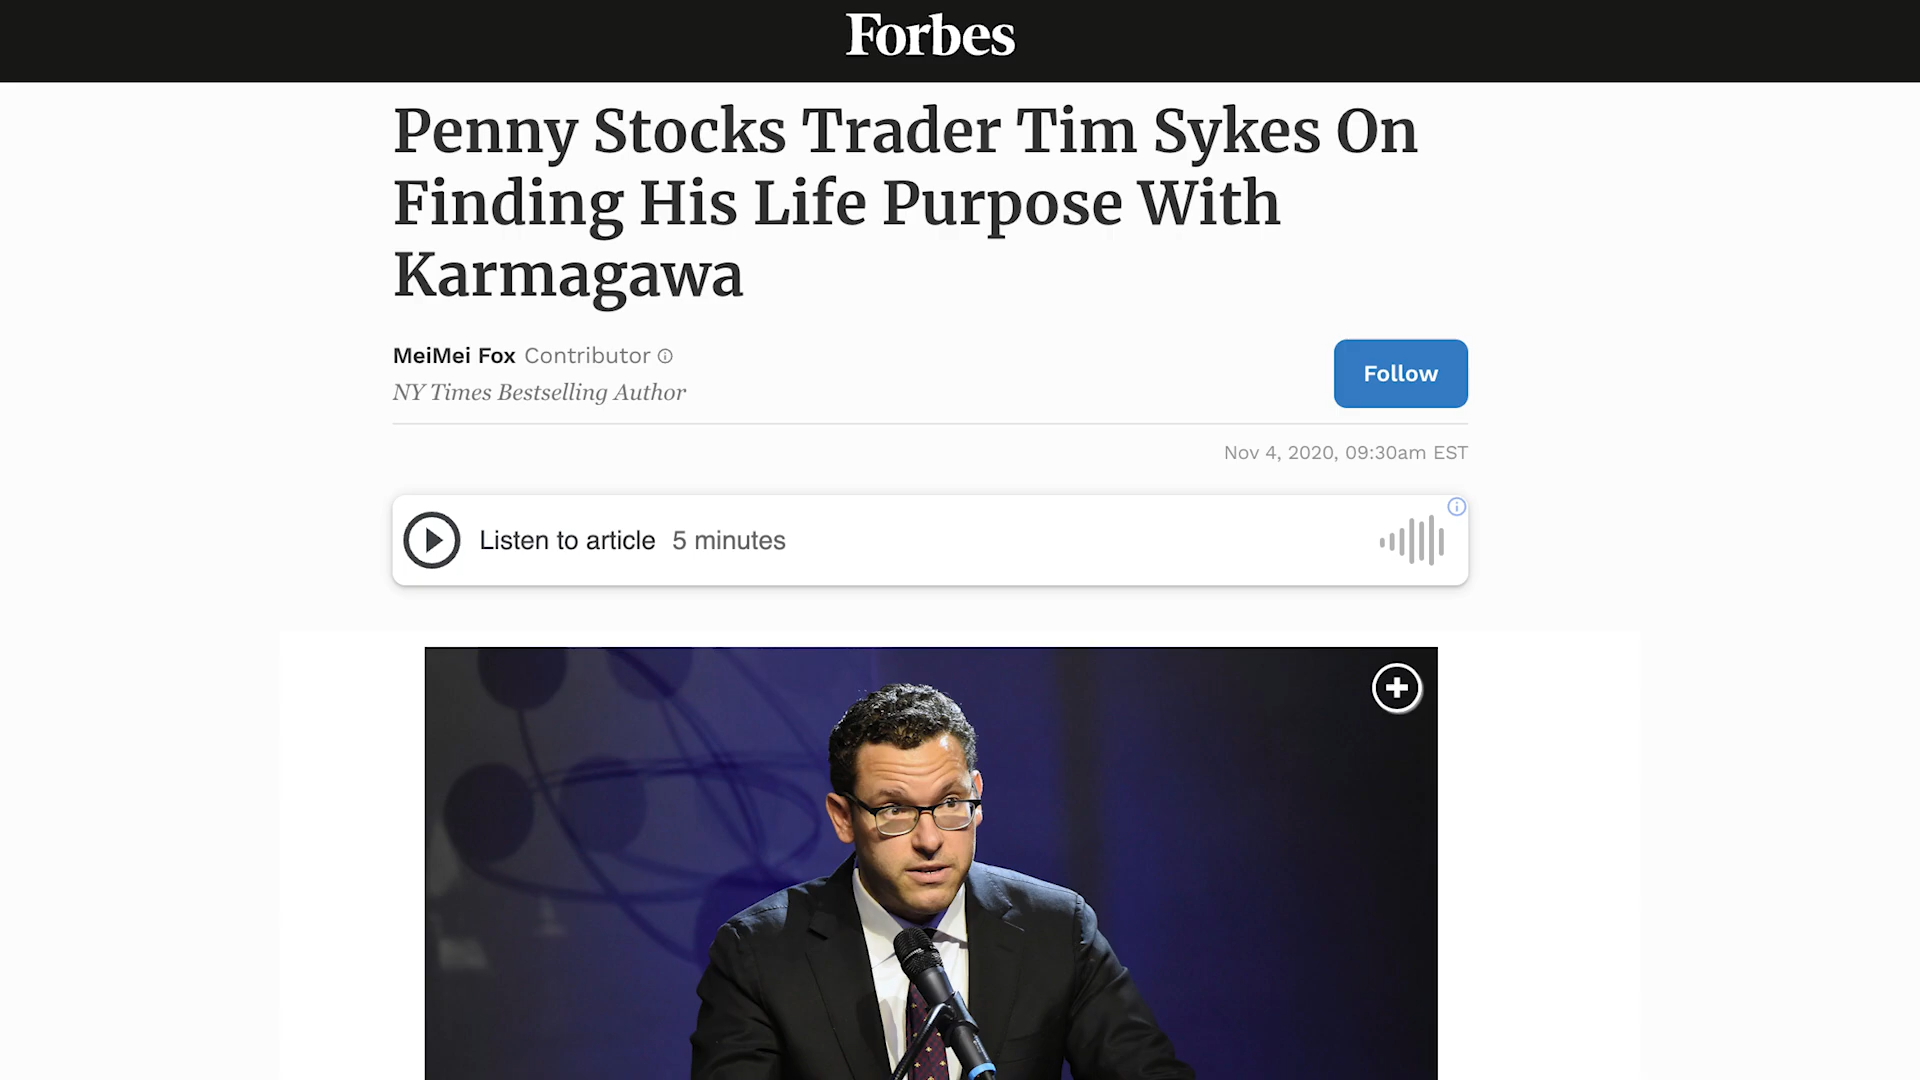 Forbes
Penny Stocks Trader Tim Sykes On
Finding His Life Purpose With
Karmagawa
MeiMei Fox Contributor
NY Times Bestselling Author
Follow
Nov 4, 2020, 09:30am EST
Listen to article 5 minutes